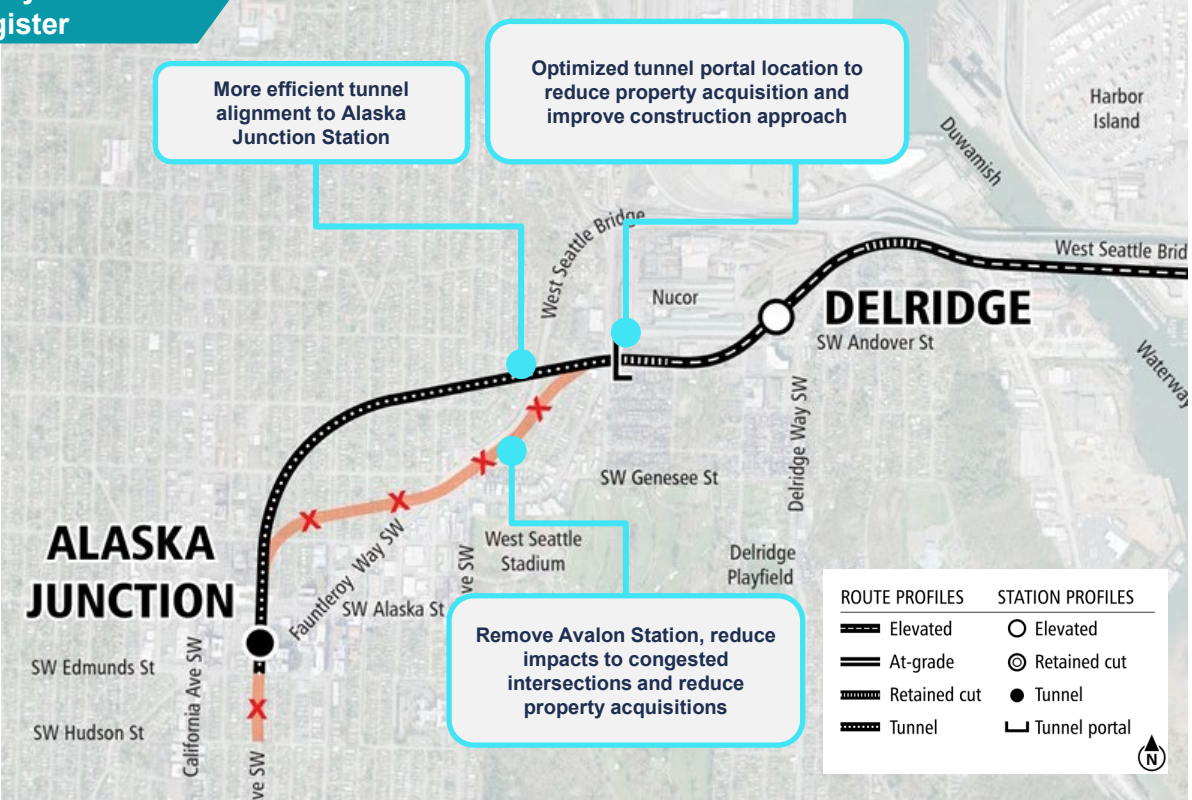 gister
More efficient tunnel
alignment to Alaska
Junction Station
Optimized tunnel portal location to
reduce property acquisition and
improve construction approach
Harbor
Island
Duwamish
Waterway
West Seattle Bridge
West Seattle Brid
Nucor
DELRIDGE
SW Andover St
Delridge Way SW
SW Genesee St
ALASKA
JUNCTION
Fauntleroy Way SW
ve SW
West Seattle
Stadium
Delridge
Playfield
SW Alaska St
SW Edmunds St
California Ave SW
SW Hudson St
ve SW
Remove Avalon Station, reduce
impacts to congested
intersections and reduce
property acquisitions
ROUTE PROFILES
Elevated
At-grade
Retained cut
Tunnel
STATION PROFILES
Elevated
Retained cut
Tunnel
Tunnel portal
N